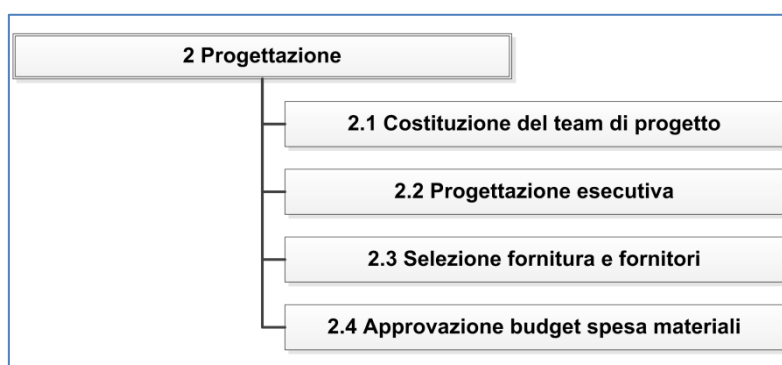 2 Progettazione
2.1 Costituzione del team di progetto
2.2 Progettazione esecutiva
2.3 Selezione fornitura e fornitori
2.4 Approvazione budget spesa materiali